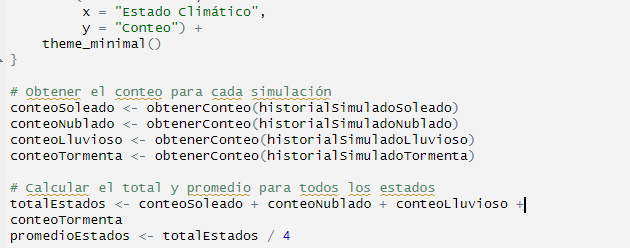 x = "Estado Climático",
y = "Conteo") +
theme_minimal()
}
# Obtener el conteo para cada simulación
conteoSoleado <- obtenerConteo(historialSimuladoSoleado)
conteoNublado <- obtenerConteo(historialSimuladoNublado)
conteoLluvioso <- obtenerConteo(historialSimuladoLluvioso)
conteoTormenta <- obtenerConteo(historialSimuladoTormenta)
# Calcular el total y promedio para todos los estados
totalEstados <- conteoSoleado + conteoNublado + conteoLluvioso +
conteoTormenta
promedioEstados <- totalEstados / 4